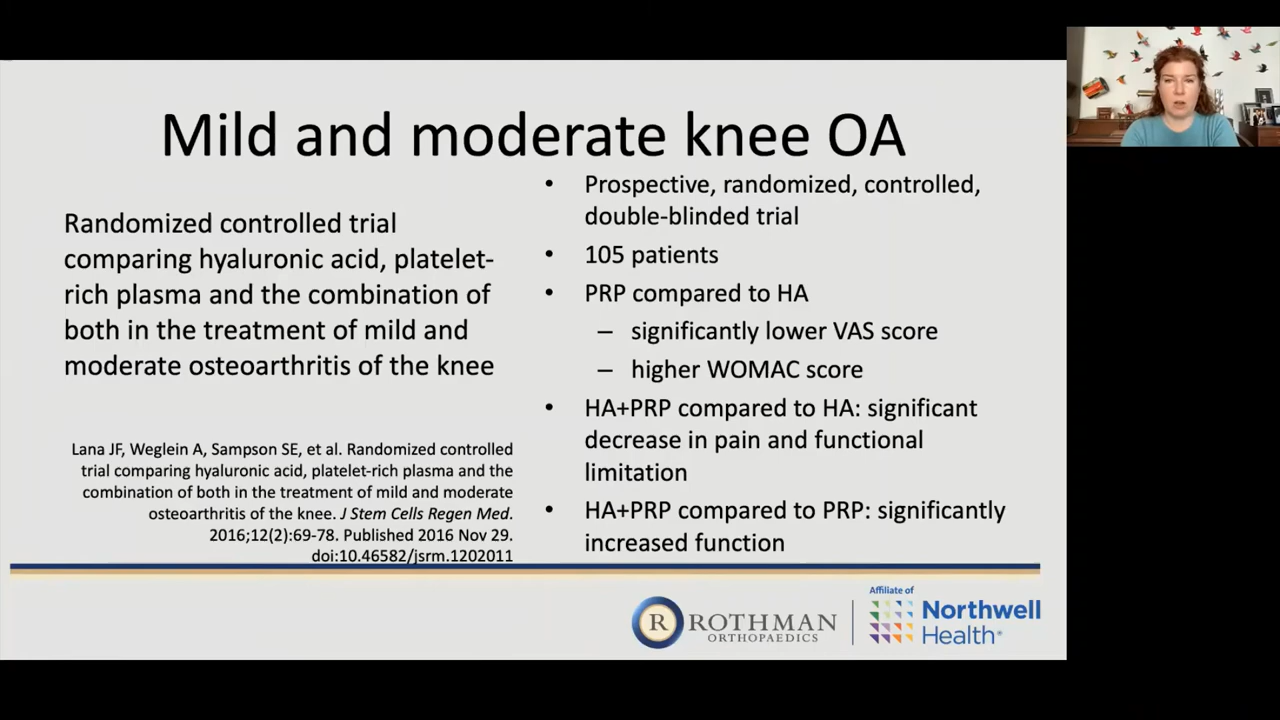 Mild and moderate knee OA
Randomized controlled trial
comparing hyaluronic acid, platelet-
rich plasma and the combination of
both in the treatment of mild and
moderate osteoarthritis of the knee
Lana JF, Weglein A, Sampson SE, et al. Randomized controlled
trial comparing hyaluronic acid, platelet-rich plasma and the
combination of both in the treatment of mild and moderate
osteoarthritis of the knee. J Stem Cells Regen Med.
2016;12(2):69-78. Published 2016 Nov 29.
doi:10.46582/jsrm.1202011
• Prospective, randomized, controlled,
double-blinded trial
• 105 patients
• PRP compared to HA
– significantly lower VAS score
– higher WOMAC score
• HA+PRP compared to HA: significant
decrease in pain and functional
limitation
• HA+PRP compared to PRP: significantly
increased function
R ROTHMAN
ORTHOPAEDICS
Affiliate of
Northwell
Health